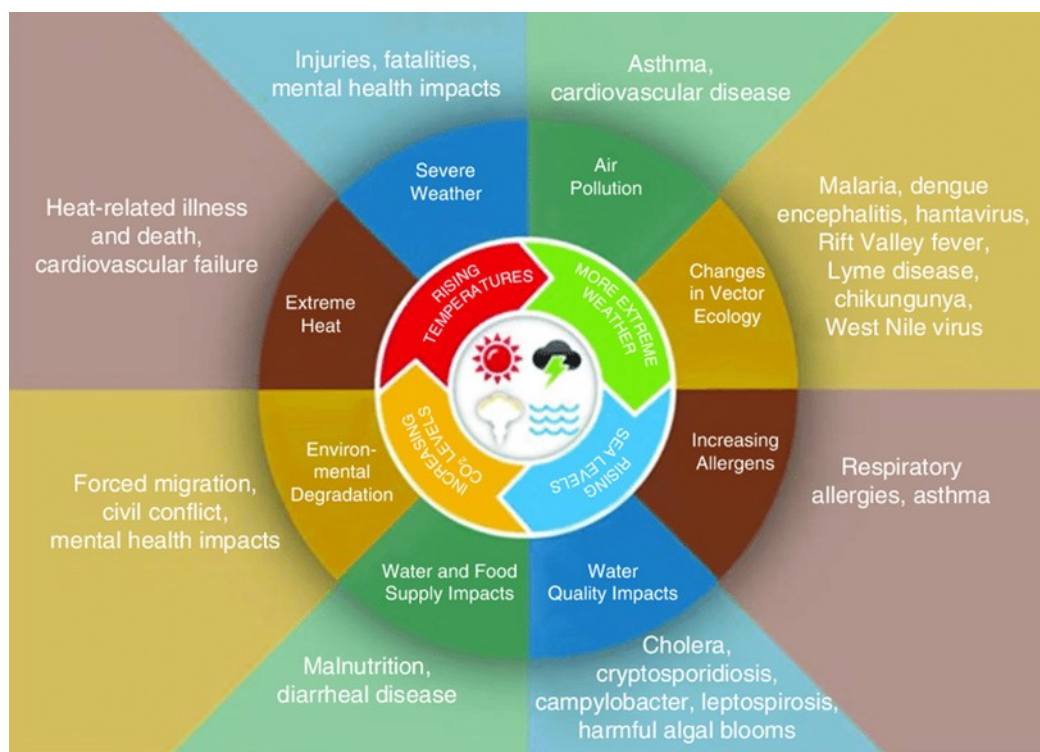 Injuries, fatalities,
mental health impacts
Asthma,
cardiovascular disease
Severe
Weather
Air
Pollution
Heat-related illness
and death,
cardiovascular failure
Malaria, dengue
encephalitis, hantavirus,
Rift Valley fever,
Lyme disease,
chikungunya,
West Nile virus
Extreme
Heat
Changes
in Vector
Ecology
RISING
TEMPERATURES
MORE EXTREME
WEATHER
INCREASING
CO₂ LEVELS
RISING
SEA LEVELS
Environ-
mental
Degradation
Increasing
Allergens
Forced migration,
civil conflict,
mental health impacts
Respiratory
allergies, asthma
Water and Food
Supply Impacts
Water
Quality Impacts
Malnutrition,
diarrheal disease
Cholera,
cryptosporidiosis,
campylobacter, leptospirosis,
harmful algal blooms